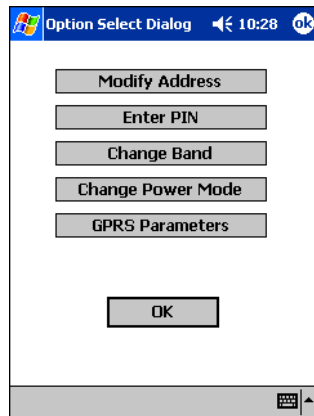 Option Select Dialog 10:28 ok
Modify Address
Enter PIN
Change Band
Change Power Mode
GPRS Parameters
OK